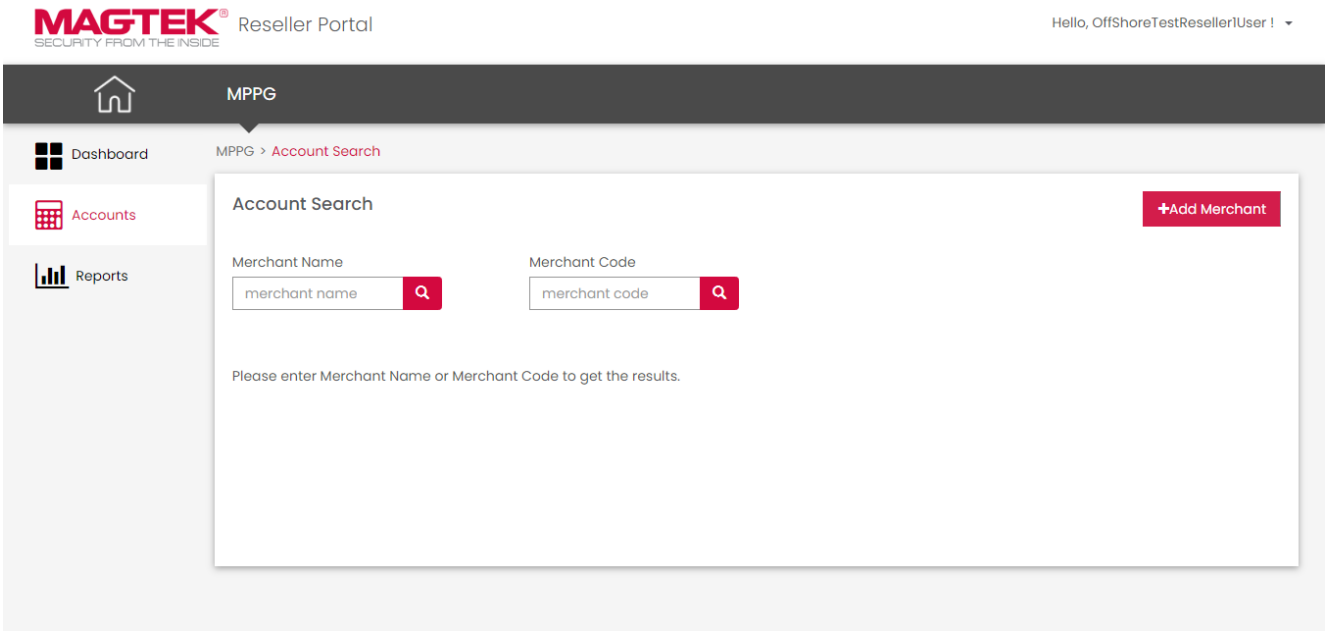 MAGTEK® Reseller Portal
SECURITY FROM THE INSIDE
Hello, OffShoreTestReseller1User !
MPPG
Dashboard
Accounts
Reports
MPPG > Account Search
Account Search
+Add Merchant
Merchant Name
Merchant Code
merchant name
merchant code
Please enter Merchant Name or Merchant Code to get the results.